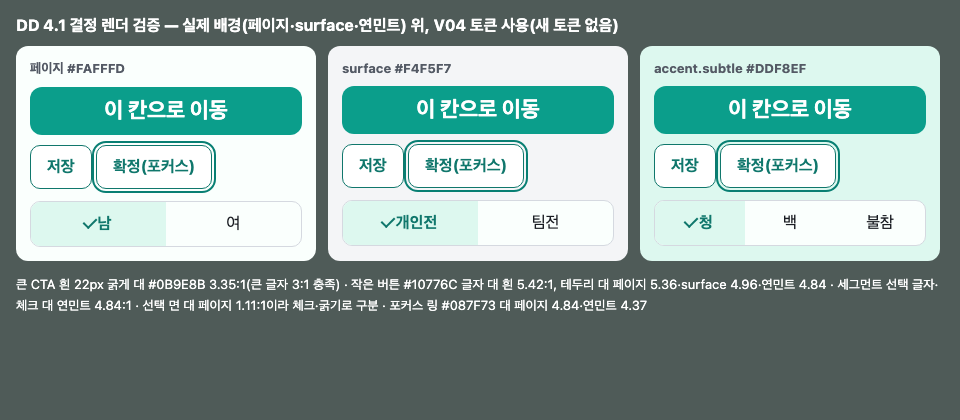 DD 4.1 결정 렌더 검증 — 실제 배경(페이지·surface·연민트) 위, V04 토큰 사용(새 토큰 없음)
페이지 #FAFFFD
이 칸으로 이동
저장 확정(포커스)
✓남 여
surface #F4F5F7
이 칸으로 이동
저장 확정(포커스)
✓개인전 팀전
accent.subtle #DDF8EF
이 칸으로 이동
저장 확정(포커스)
✓청 백 불참
큰 CTA 흰 22px 굵게 대 #0B9E8B 3.35:1(큰 글자 3:1 충족) · 작은 버튼 #10776C 글자 대 흰 5.42:1, 테두리 대 페이지 5.36·surface 4.96·연민트 4.84 · 세그먼트 선택 글자·
체크 대 연민트 4.84:1 · 선택 면 대 페이지 1.11:1이라 체크·굵기로 구분 · 포커스 링 #087F73 대 페이지 4.84·연민트 4.37